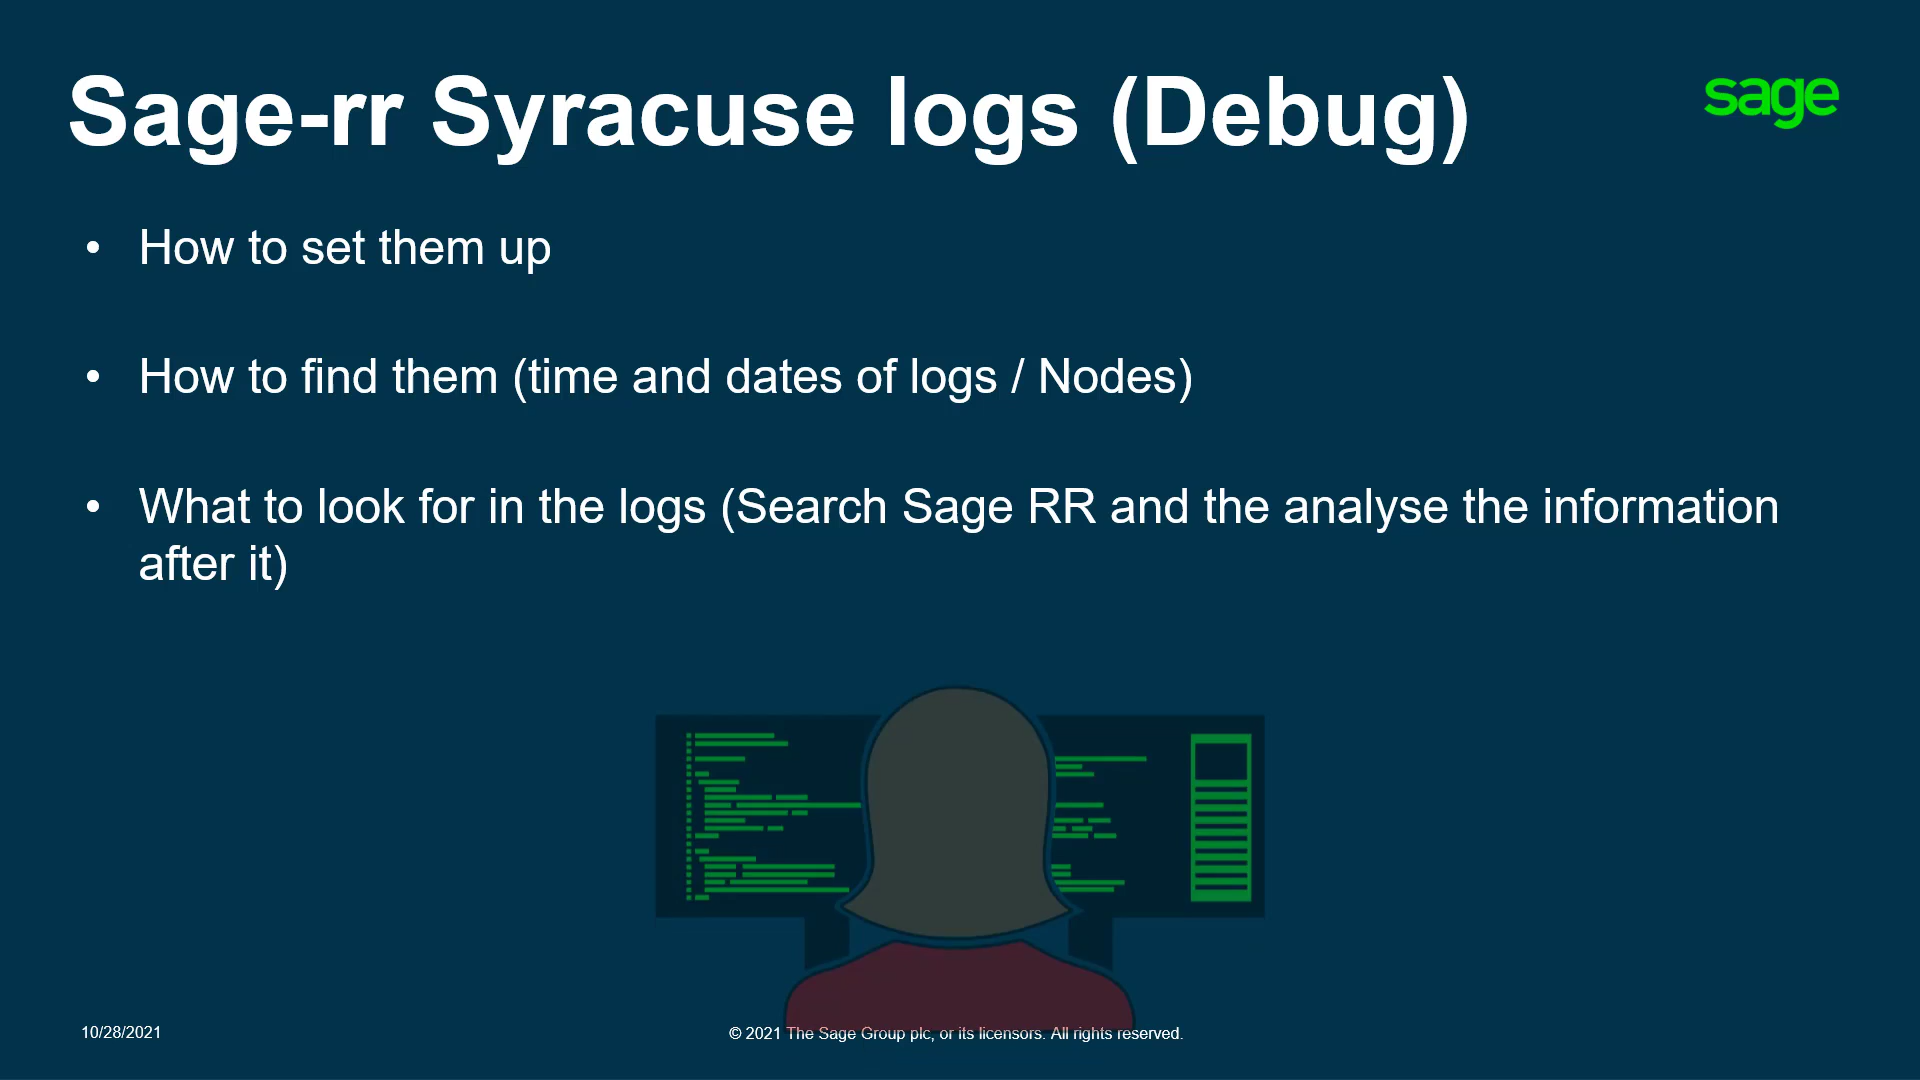 Sage-rr Syracuse logs (Debug)
sage
• How to set them up
• How to find them (time and dates of logs / Nodes)
• What to look for in the logs (Search Sage RR and the analyse the information
after it)
10/28/2021
© 2021 The Sage Group plc, or its licensors. All rights reserved.